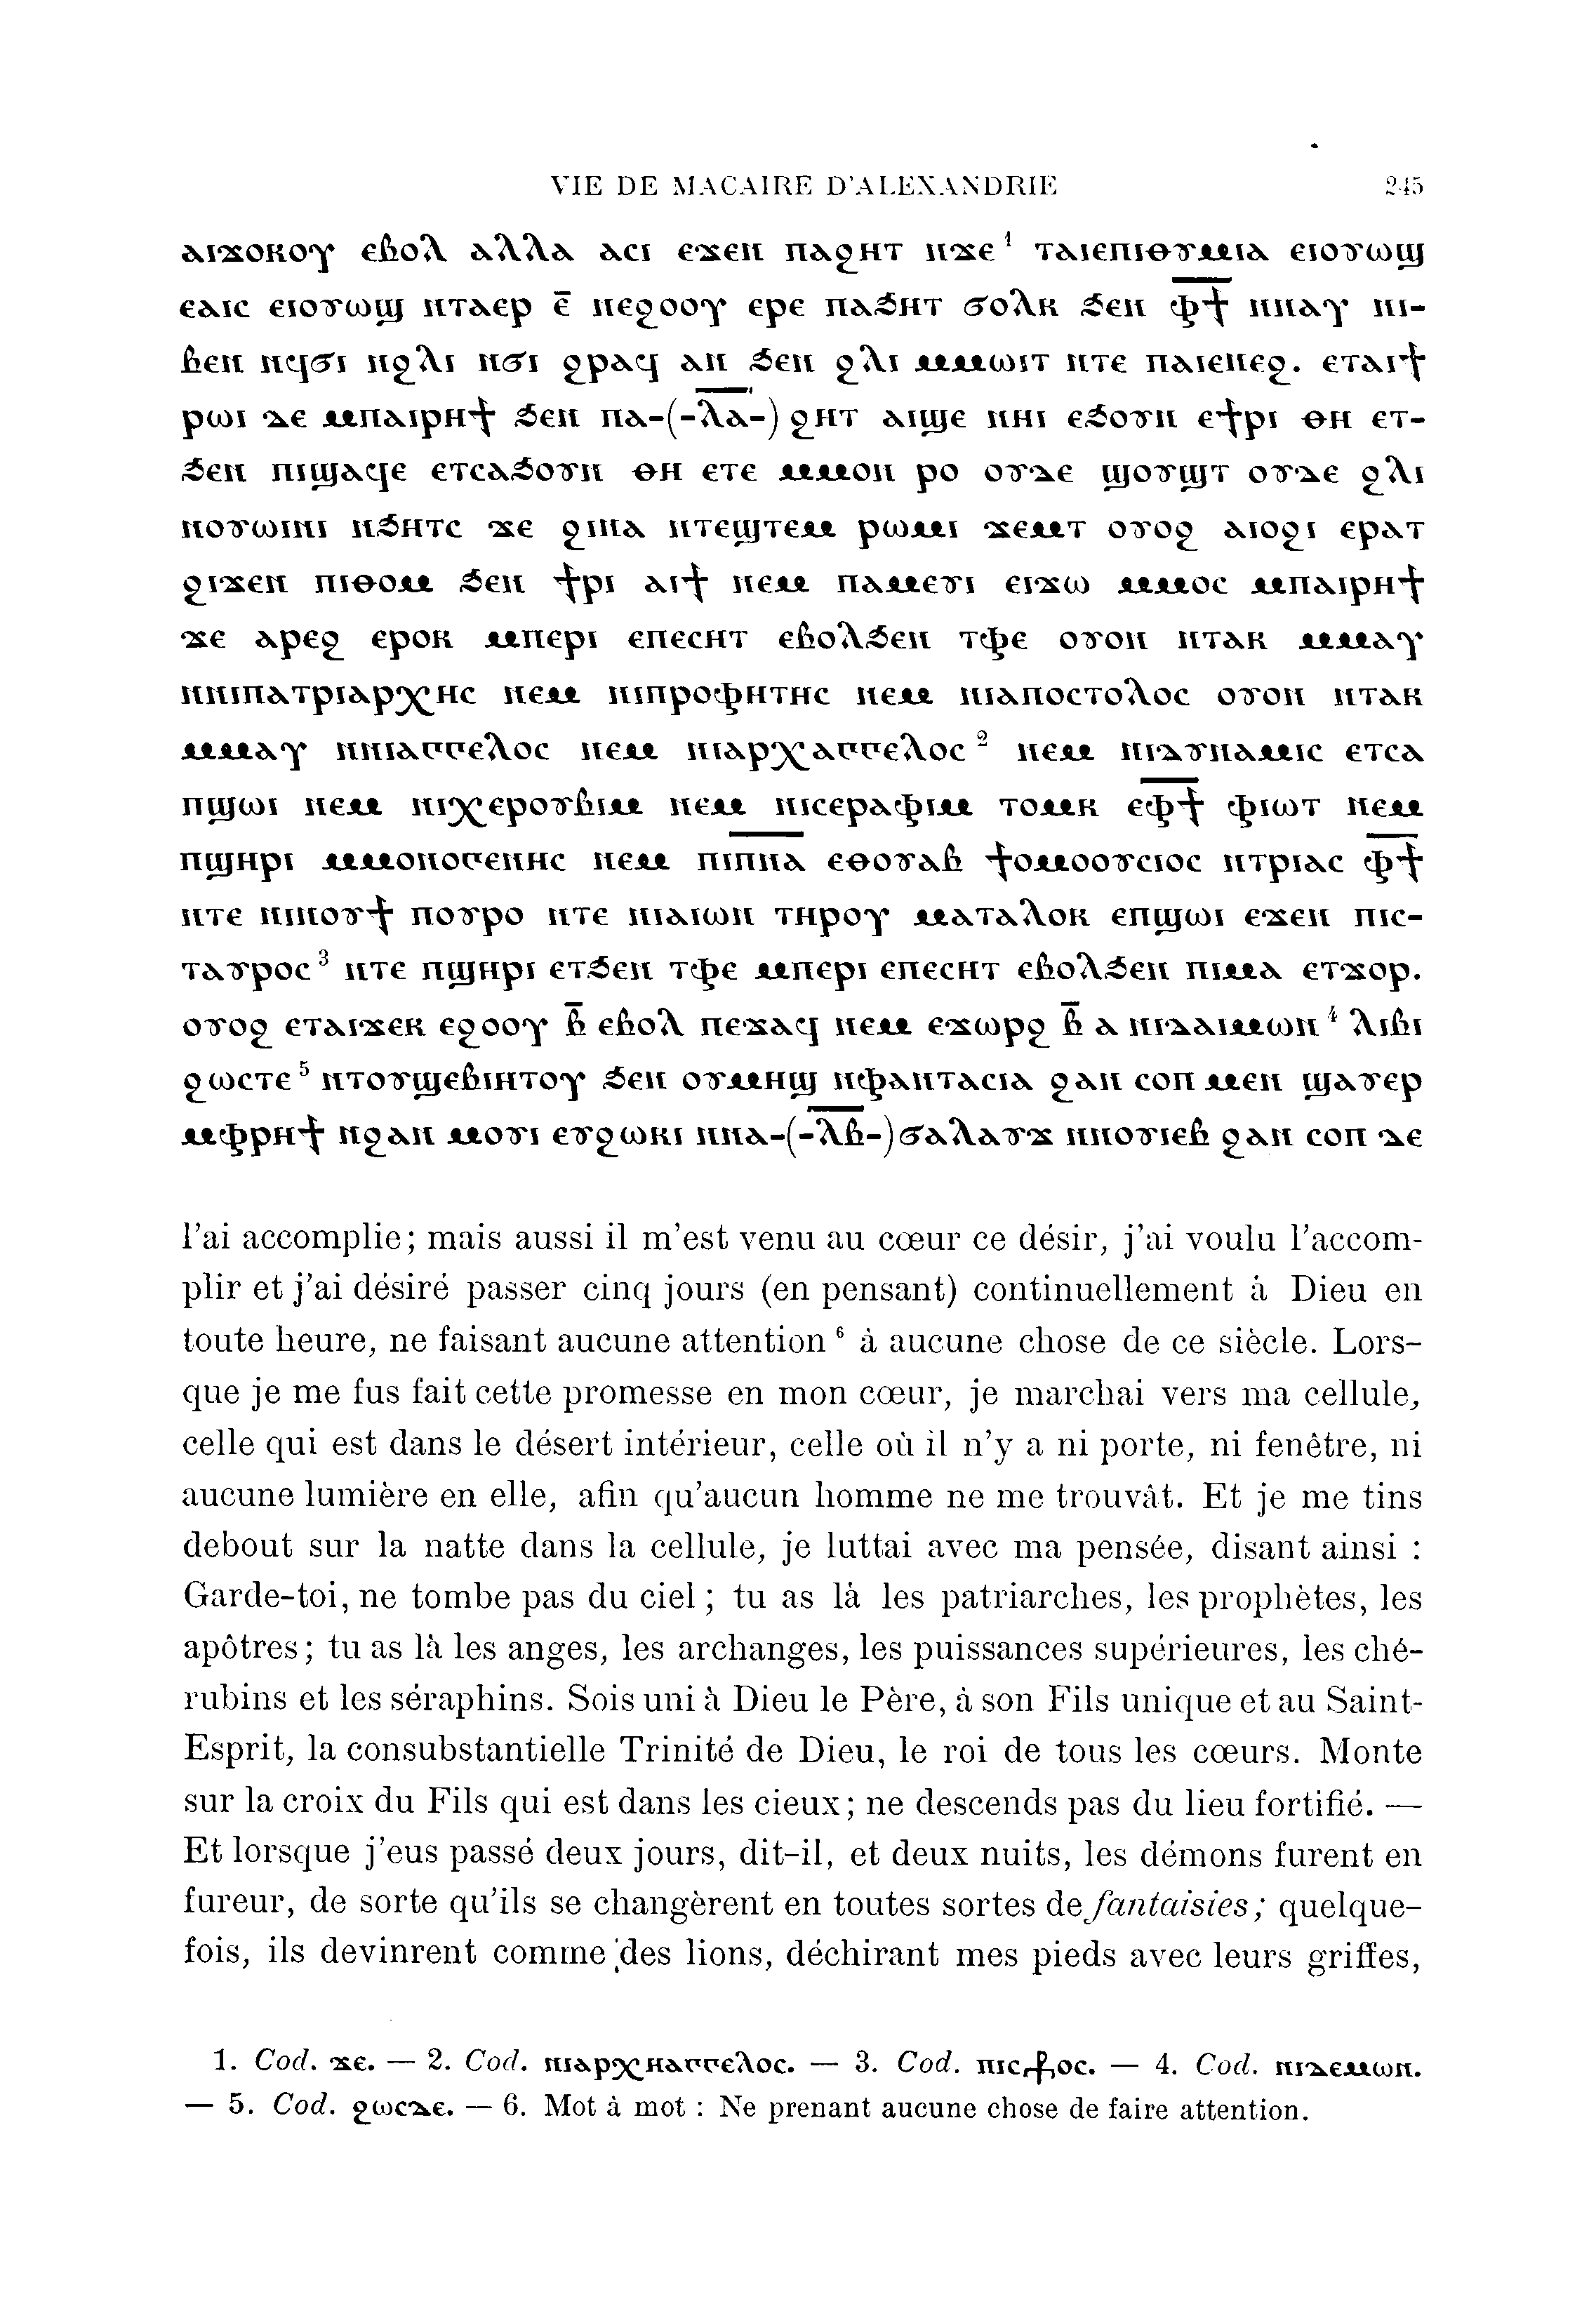 VIE DE MACAIRE D'ALEXANDRIE 245
ⲁⲓϫⲟⲕⲟⲩ ⲉⲃⲟⲗ ⲁⲗⲗⲁ ⲁⲥⲓ ⲉϫⲉⲛ ⲡⲁϩⲏⲧ ⲛϫⲉ¹ ⲧⲁⲓⲉⲡⲓⲑⲩⲙⲓⲁ ⲉⲓⲟⲩⲱϣ
ⲉⲁⲓⲥ ⲉⲓⲟⲩⲱϣ ⲛⲧⲁⲉⲣ ⲉ̅ ⲛⲉϩⲟⲟⲩ ⲉⲣⲉ ⲡⲁϧⲏⲧ ϭⲟⲗⲕ ϧⲉⲛ ⲫ̅ϯ̅ ⲛⲛⲁⲩ ⲛⲓ-
ⲃⲉⲛ ⲛϥϭⲓ ⲛϩⲗⲓ ⲛϭⲓ ϩⲣⲁϥ ⲁⲛ ϧⲉⲛ ϩⲗⲓ ⲙⲙⲱⲓⲧ ⲛⲧⲉ ⲡⲁⲓⲉⲛⲉϩ. ⲉⲧⲁⲓϯ
ⲣⲱⲓ ⲇⲉ ⲙⲡⲁⲓⲣⲏϯ ϧⲉⲛ ⲡⲁ-(-ⲗ̅ⲁ̅-)ϩⲏⲧ ⲁⲓϣⲉ ⲛⲏⲓ ⲉϧⲟⲩⲛ ⲉϯⲣⲓ ⲑⲏ ⲉⲧ-
ϧⲉⲛ ⲡⲓϣⲁϥⲉ ⲉⲧⲥⲁϧⲟⲩⲛ ⲑⲏ ⲉⲧⲉ ⲙⲙⲟⲛ ⲣⲟ ⲟⲩⲇⲉ ϣⲟⲩϣⲧ ⲟⲩⲇⲉ ϩⲗⲓ
ⲛⲟⲩⲱⲓⲛⲓ ⲛϧⲏⲧⲥ ϫⲉ ϩⲓⲛⲁ ⲛⲧⲉϣⲧⲉⲙ ⲣⲱⲙⲓ ϫⲉⲙⲧ ⲟⲩⲟϩ ⲁⲓⲟϩⲓ ⲉⲣⲁⲧ
ϩⲓϫⲉⲛ ⲡⲓⲑⲟⲙ ϧⲉⲛ ϯⲣⲓ ⲁⲓϯ ⲛⲉⲙ ⲡⲁⲙⲉⲩⲓ ⲉⲓϫⲱ ⲙⲙⲟⲥ ⲙⲡⲁⲓⲣⲏϯ
ϫⲉ ⲁⲣⲉϩ ⲉⲣⲟⲕ ⲙⲡⲉⲣⲓ ⲉⲡⲉⲥⲏⲧ ⲉⲃⲟⲗϧⲉⲛ ⲧⲫⲉ ⲟⲩⲟⲛ ⲛⲧⲁⲕ ⲙⲙⲁⲩ
ⲛⲛⲓⲡⲁⲧⲣⲓⲁⲣⲭⲏⲥ ⲛⲉⲙ ⲛⲓⲡⲣⲟⲫⲏⲧⲏⲥ ⲛⲉⲙ ⲛⲓⲁⲡⲟⲥⲧⲟⲗⲟⲥ ⲟⲩⲟⲛ ⲛⲧⲁⲕ
ⲙⲙⲁⲩ ⲛⲛⲓⲁⲅⲅⲉⲗⲟⲥ ⲛⲉⲙ ⲛⲓⲁⲣⲭⲁⲅⲅⲉⲗⲟⲥ² ⲛⲉⲙ ⲛⲓⲇⲩⲛⲁⲙⲓⲥ ⲉⲧⲥⲁ
ⲡϣⲱⲓ ⲛⲉⲙ ⲛⲓⲭⲉⲣⲟⲩⲃⲓⲙ ⲛⲉⲙ ⲛⲓⲥⲉⲣⲁⲫⲓⲙ ⲧⲟⲙⲕ ⲉⲫ̅ϯ̅ ⲫⲓⲱⲧ ⲛⲉⲙ
ⲡϣⲏⲣⲓ ⲙⲙⲟⲛⲟⲅⲉⲛⲏⲥ ⲛⲉⲙ ⲡⲓⲡ̅ⲛ̅ⲁ̅ ⲉⲑⲟⲩⲁⲃ ϯⲟⲙⲟⲟⲩⲥⲓⲟⲥ ⲛⲧⲣⲓⲁⲥ ⲫ̅ϯ̅
ⲛⲧⲉ ⲛⲓⲛⲟⲩϯ ⲡⲟⲩⲣⲟ ⲛⲧⲉ ⲛⲓⲁⲓⲱⲛ ⲧⲏⲣⲟⲩ ⲙⲁⲧⲁⲗⲟⲕ ⲉⲡϣⲱⲓ ⲉϫⲉⲛ ⲡⲓⲥ-
ⲧⲁⲩⲣⲟⲥ³ ⲛⲧⲉ ⲡϣⲏⲣⲓ ⲉⲧϧⲉⲛ ⲧⲫⲉ ⲙⲡⲉⲣⲓ ⲉⲡⲉⲥⲏⲧ ⲉⲃⲟⲗϧⲉⲛ ⲡⲓⲙⲁ ⲉⲧϫⲟⲣ.
ⲟⲩⲟϩ ⲉⲧⲁⲓϫⲉⲕ ⲉϩⲟⲟⲩ ⲃ̅ ⲉⲃⲟⲗ ⲡⲉϫⲁϥ ⲛⲉⲙ ⲉϫⲱⲣϩ ⲃ̅ ⲁ ⲛⲓⲇⲁⲓⲙⲱⲛ⁴ ⲗⲓⲃⲓ
ϩⲱⲥⲧⲉ⁵ ⲛⲧⲟⲩϣⲉⲃⲓⲏⲧⲟⲩ ϧⲉⲛ ⲟⲩⲙⲏϣ ⲛⲫⲁⲛⲧⲁⲥⲓⲁ ϩⲁⲛ ⲥⲟⲡ ⲙⲉⲛ ϣⲁⲩⲉⲣ
ⲙⲫⲣⲏϯ ⲛϩⲁⲛ ⲙⲟⲩⲓ ⲉⲩϩⲱⲕⲓ ⲛⲛⲁ-(-ⲗ̅ⲃ̅-)ϭⲁⲗⲁⲩϫ ⲛⲛⲟⲩⲓⲉⲃ ϩⲁⲛ ⲥⲟⲡ ⲇⲉ
l'ai accomplie; mais aussi il m'est venu au cœur ce désir, j'ai voulu l'accom-
plir et j'ai désiré passer cinq jours (en pensant) continuellement à Dieu en
toute heure, ne faisant aucune attention ⁶ à aucune chose de ce siècle. Lors-
que je me fus fait cette promesse en mon cœur, je marchai vers ma cellule,
celle qui est dans le désert intérieur, celle où il n'y a ni porte, ni fenêtre, ni
aucune lumière en elle, afin qu'aucun homme ne me trouvât. Et je me tins
debout sur la natte dans la cellule, je luttai avec ma pensée, disant ainsi :
Garde-toi, ne tombe pas du ciel ; tu as là les patriarches, les prophètes, les
apôtres ; tu as là les anges, les archanges, les puissances supérieures, les ché-
rubins et les séraphins. Sois uni à Dieu le Père, à son Fils unique et au Saint-
Esprit, la consubstantielle Trinité de Dieu, le roi de tous les cœurs. Monte
sur la croix du Fils qui est dans les cieux ; ne descends pas du lieu fortifié. —
Et lorsque j'eus passé deux jours, dit-il, et deux nuits, les démons furent en
fureur, de sorte qu'ils se changèrent en toutes sortes de fantaisies ; quelque-
fois, ils devinrent comme des lions, déchirant mes pieds avec leurs griffes,
1. Cod. ϫⲉ. — 2. Cod. ⲛⲓⲁⲣⲭⲏⲁⲅⲅⲉⲗⲟⲥ. — 3. Cod. ⲡⲓⲥ⳨ⲟⲥ. — 4. Cod. ⲛⲓⲇⲉⲙⲱⲛ.
— 5. Cod. ϩⲱⲥⲇⲉ. — 6. Mot à mot : Ne prenant aucune chose de faire attention.